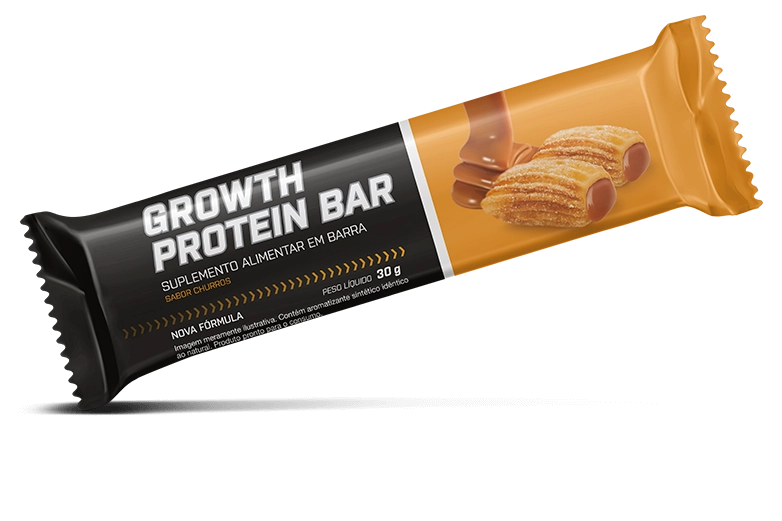 GROWTH
PROTEIN BAR
SUPLEMENTO ALIMENTAR EM BARRA
SABOR CHURROS
PESO LÍQUIDO 30 g
NOVA FÓRMULA
Imagem meramente ilustrativa. Contém aromatizante sintético idêntico
ao natural. Produto pronto para o consumo.